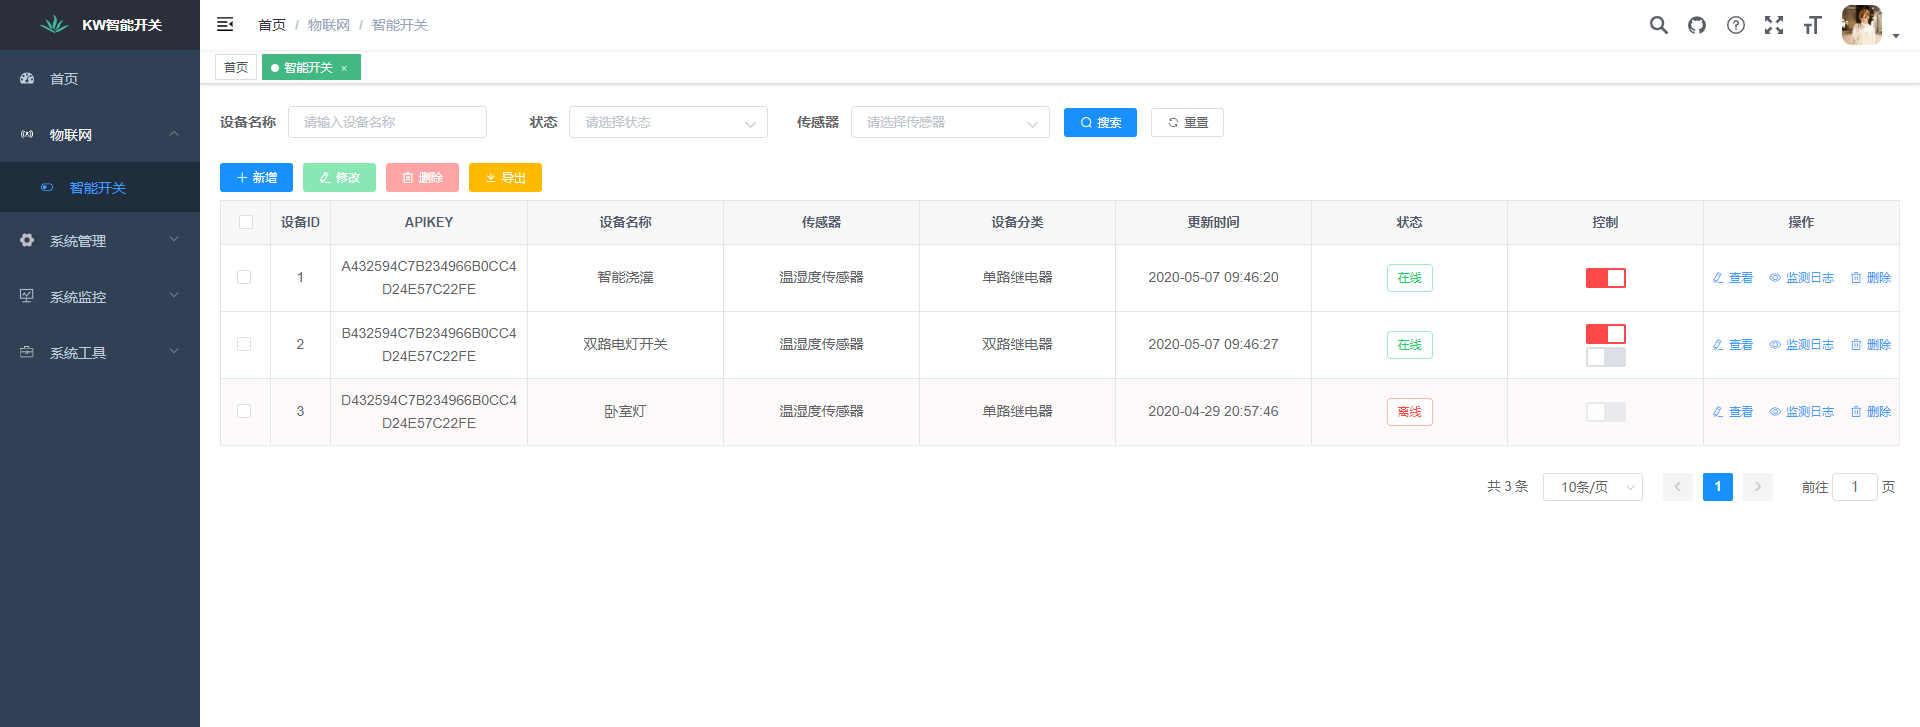 KW智能开关
首页 / 物联网 / 智能开关
首页
智能开关 ×
首页
物联网
智能开关
系统管理
系统监控
系统工具
设备名称 请输入设备名称 状态 请选择状态 传感器 请选择传感器 搜索 重置
新增 修改 删除 导出
设备ID APIKEY 设备名称 传感器 设备分类 更新时间 状态 控制 操作
1 A432594C7B234966B0CC4D24E57C22FE 智能浇灌 温湿度传感器 单路继电器 2020-05-07 09:46:20 在线 查看 监测日志 删除
2 B432594C7B234966B0CC4D24E57C22FE 双路电灯开关 温湿度传感器 双路继电器 2020-05-07 09:46:27 在线 查看 监测日志 删除
3 D432594C7B234966B0CC4D24E57C22FE 卧室灯 温湿度传感器 单路继电器 2020-04-29 20:57:46 离线 查看 监测日志 删除
共 3 条 10条/页 1 前往 1 页